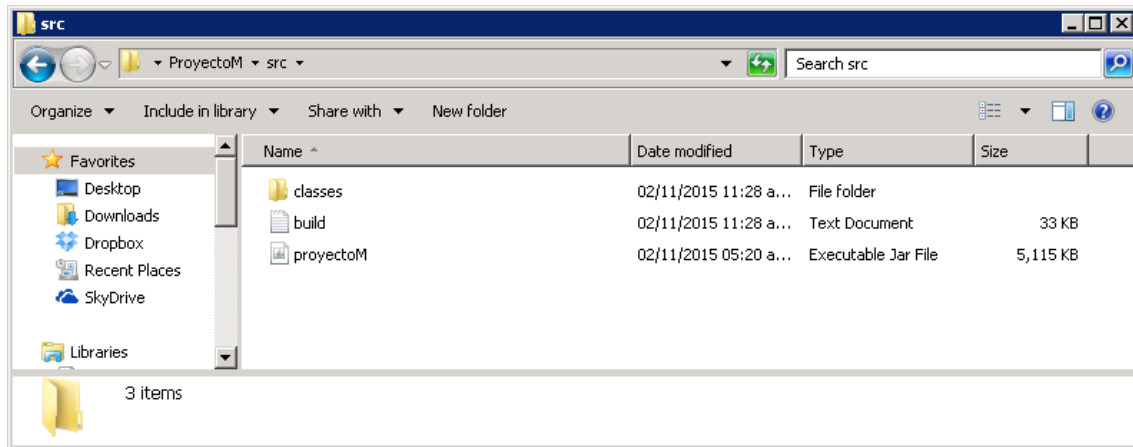 src
ProyectoM src Search src
Organize Include in library Share with New folder
Favorites
Desktop
Downloads
Dropbox
Recent Places
SkyDrive
Libraries
Name Date modified Type Size
classes 02/11/2015 11:28 a... File folder
build 02/11/2015 11:28 a... Text Document 33 KB
proyectoM 02/11/2015 05:20 a... Executable Jar File 5,115 KB
3 items